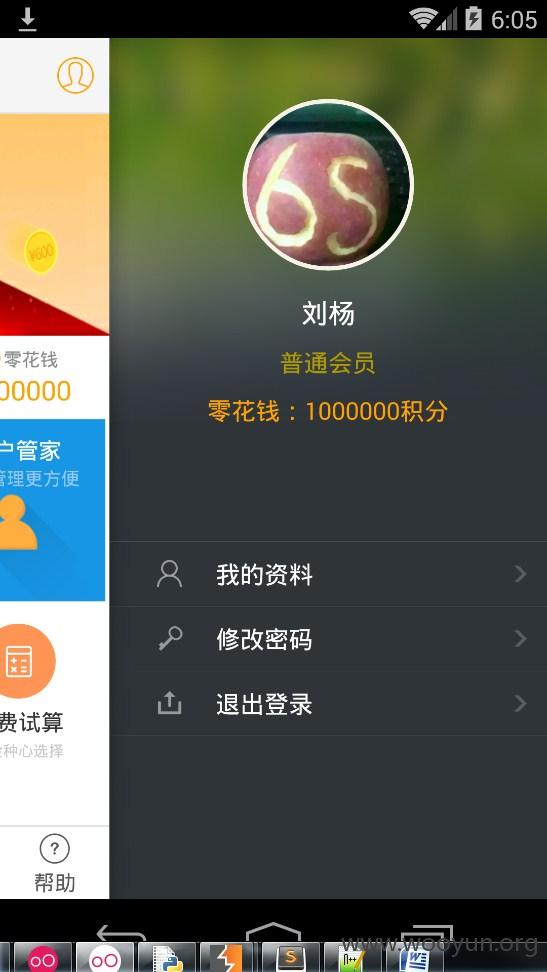 6:05
65
¥600
零花钱
00000
户管家
管理更方便
费试算
种心选择
帮助
刘杨
普通会员
零花钱：1000000积分
我的资料
修改密码
退出登录
www.wooyun.org